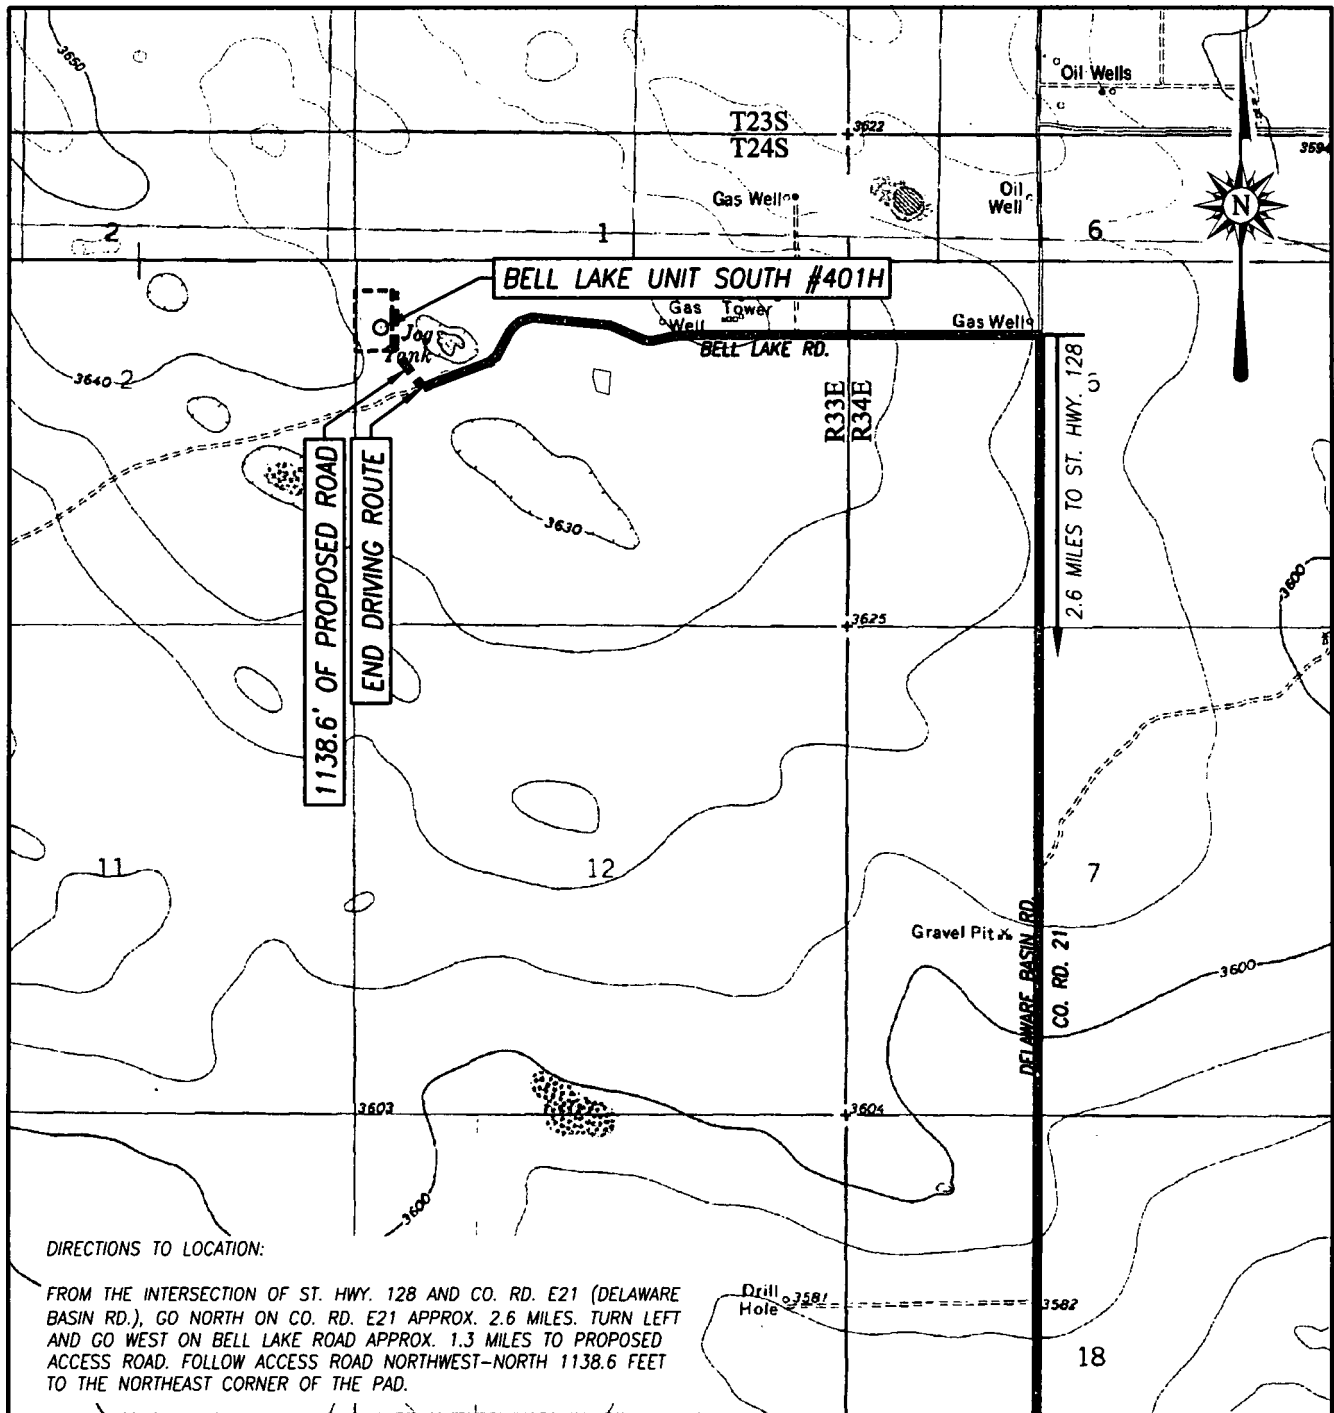 3650
Oil Wells
T23S
3622
T24S
3594
Gas Well
Oil
Well
N
2
1
6
BELL LAKE UNIT SOUTH #401H
Gas
Well
Tower
Gas Well
Jog
Tank
BELL LAKE RD.
3640
2
6
R33E
R34E
2.6 MILES TO ST. HWY. 128
1138.6' OF PROPOSED ROAD
END DRIVING ROUTE
3630
3600
3625
11
12
7
Gravel Pit
DELAWARE BASIN RD.
CO. RD. 21
3600
3603
3604
3600
DIRECTIONS TO LOCATION:
FROM THE INTERSECTION OF ST. HWY. 128 AND CO. RD. E21 (DELAWARE
BASIN RD.), GO NORTH ON CO. RD. E21 APPROX. 2.6 MILES. TURN LEFT
AND GO WEST ON BELL LAKE ROAD APPROX. 1.3 MILES TO PROPOSED
ACCESS ROAD. FOLLOW ACCESS ROAD NORTHWEST-NORTH 1138.6 FEET
TO THE NORTHEAST CORNER OF THE PAD.
Drill
Hole
3581
3582
18